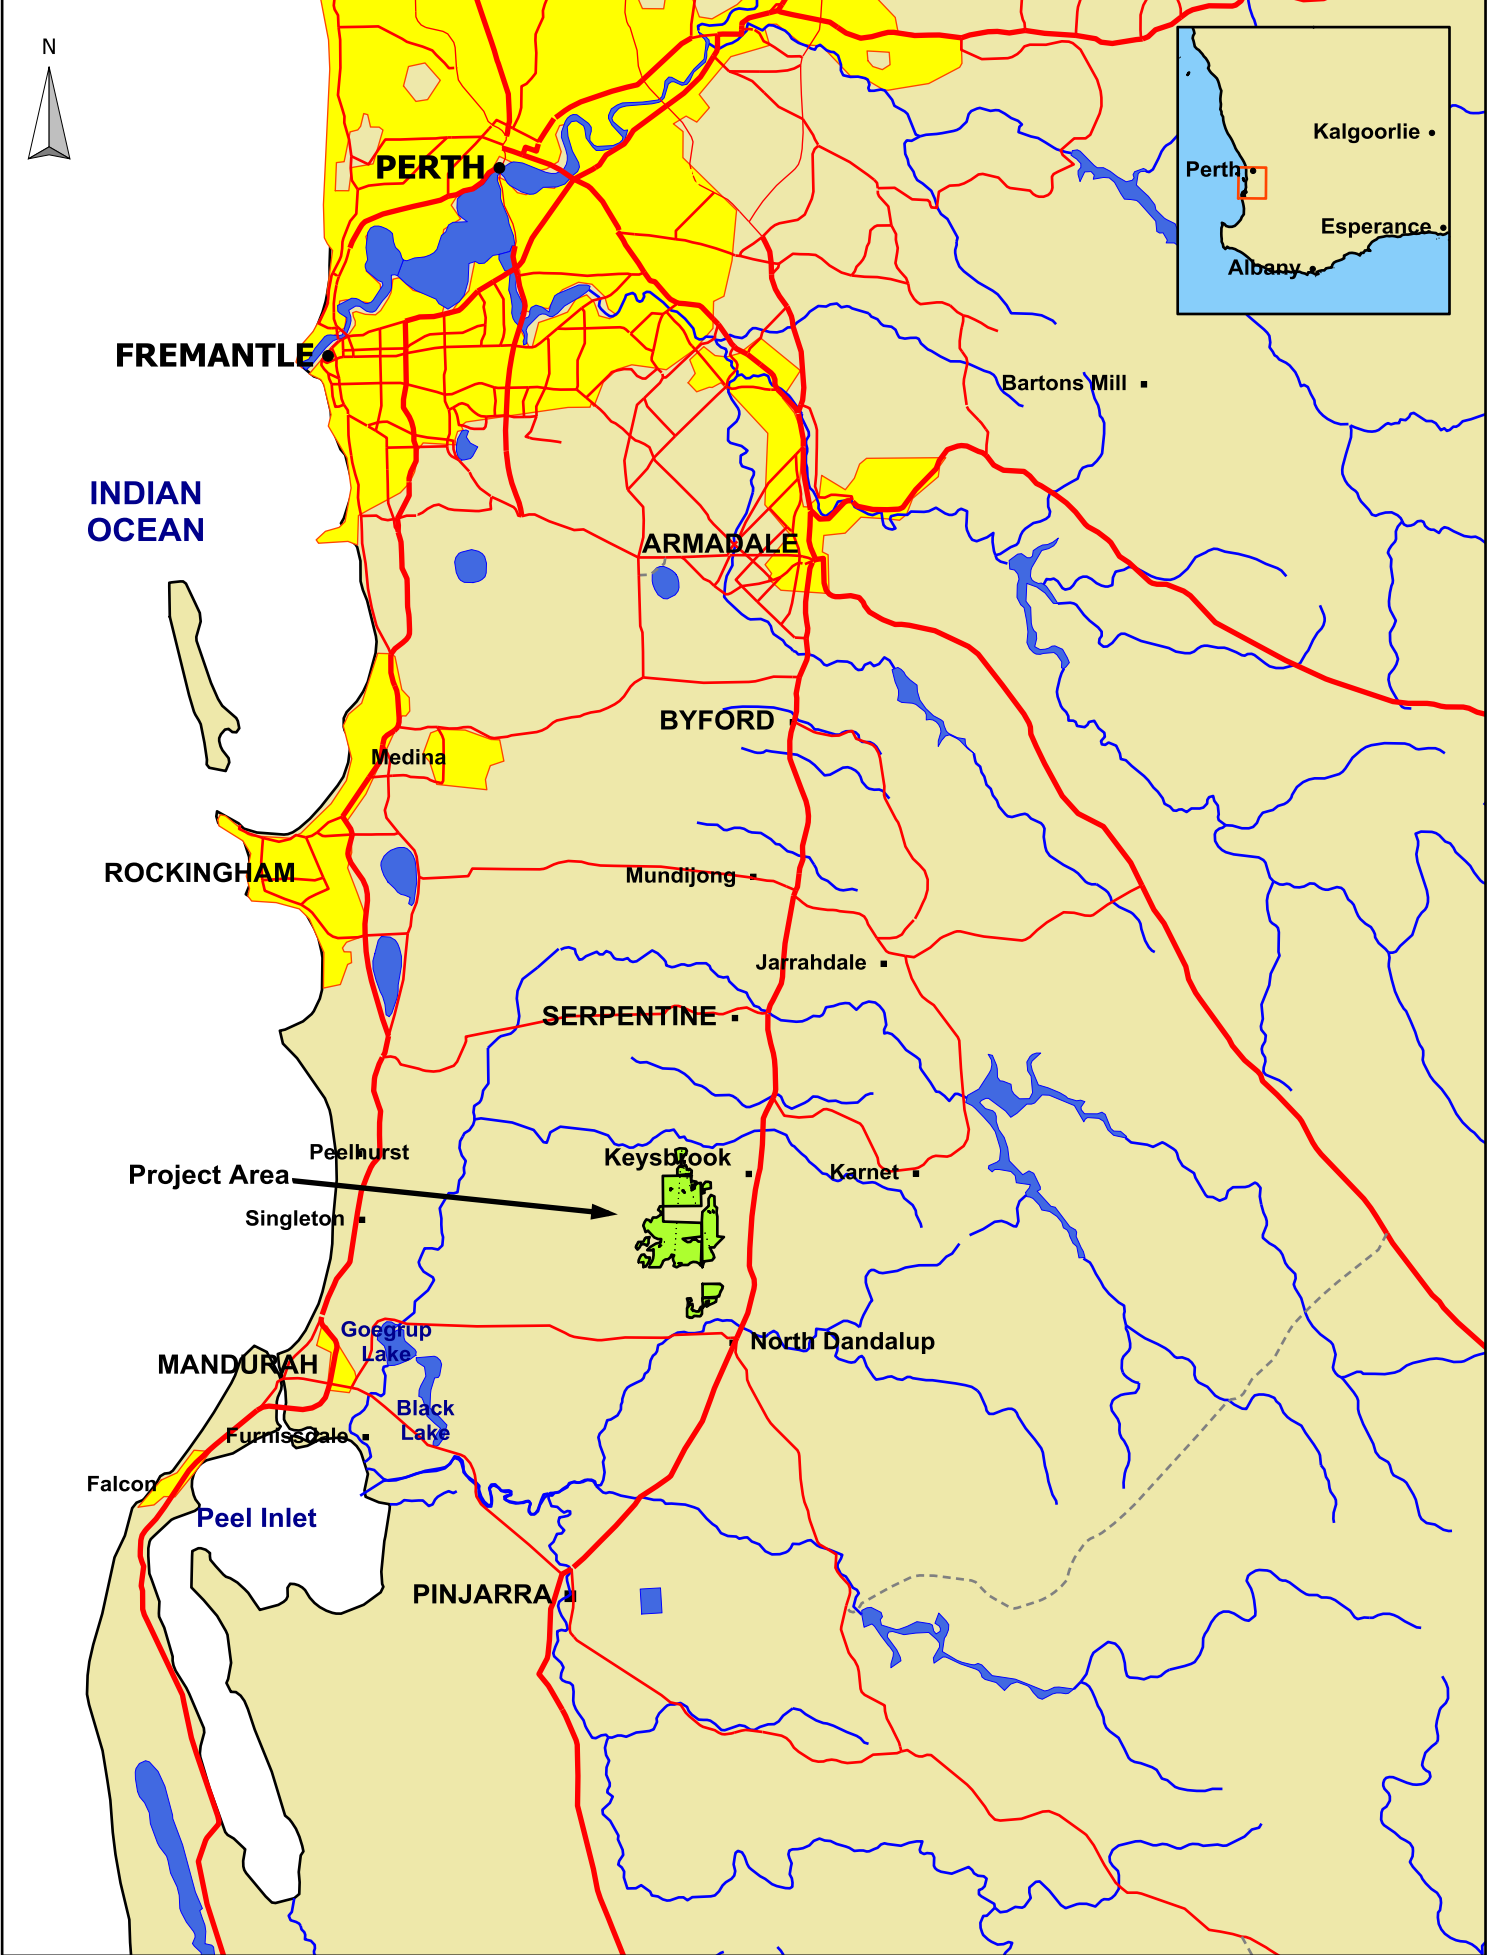 N
Kalgoorlie
PERTH
Perth
Esperance
Albany
FREMANTLE
Bartons Mill
INDIAN
OCEAN
ARMADALE
BYFORD
Medina
ROCKINGHAM
Mundijong
Jarrahdale
SERPENTINE
Peelhurst
Keysbrook
Project Area
Karnet
Singleton
Goegrup
Lake
North Dandalup
MANDURAH
Black
Lake
Furnissdale
Falcon
Peel Inlet
PINJARRA